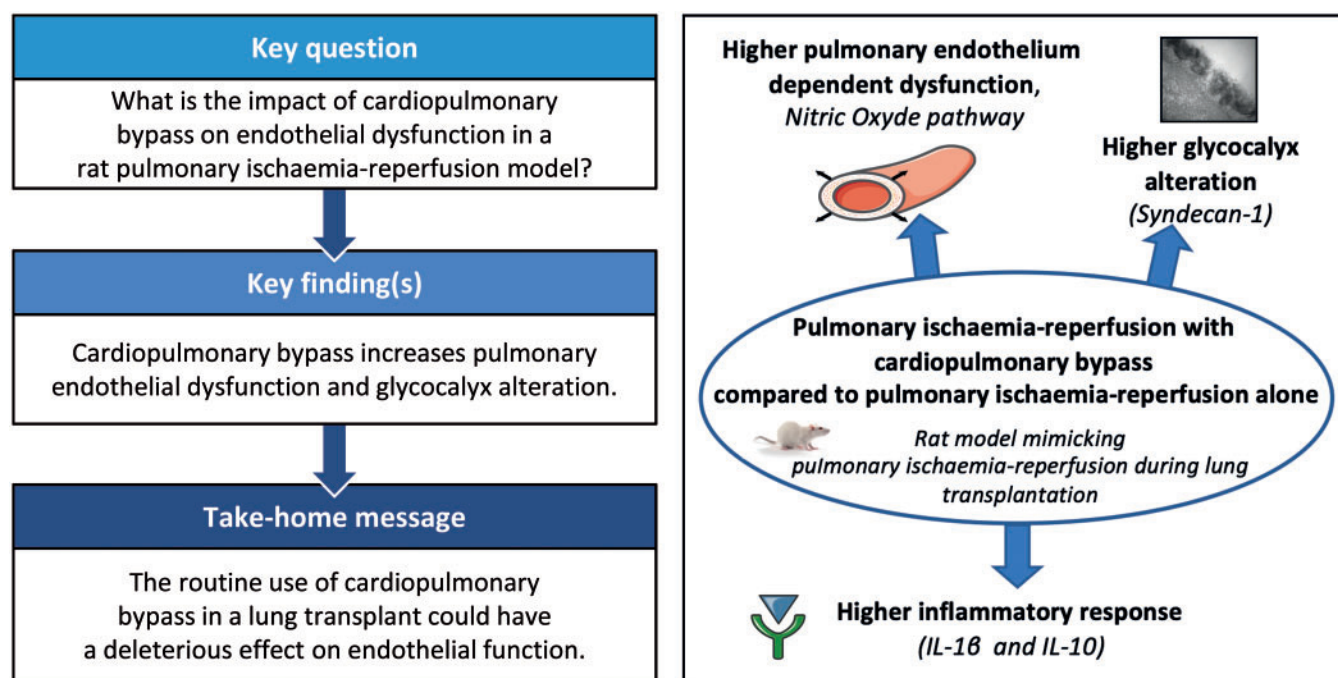 Key question
What is the impact of cardiopulmonary
bypass on endothelial dysfunction in a
rat pulmonary ischaemia-reperfusion model?
Key finding(s)
Cardiopulmonary bypass increases pulmonary
endothelial dysfunction and glycocalyx alteration.
Take-home message
The routine use of cardiopulmonary
bypass in a lung transplant could have
a deleterious effect on endothelial function.
Higher pulmonary endothelium
dependent dysfunction,
Nitric Oxyde pathway
Higher glycocalyx
alteration
(Syndecan-1)
Pulmonary ischaemia-reperfusion with
cardiopulmonary bypass
compared to pulmonary ischaemia-reperfusion alone
Rat model mimicking
pulmonary ischaemia-reperfusion during lung
transplantation
Higher inflammatory response
(IL-1β and IL-10)